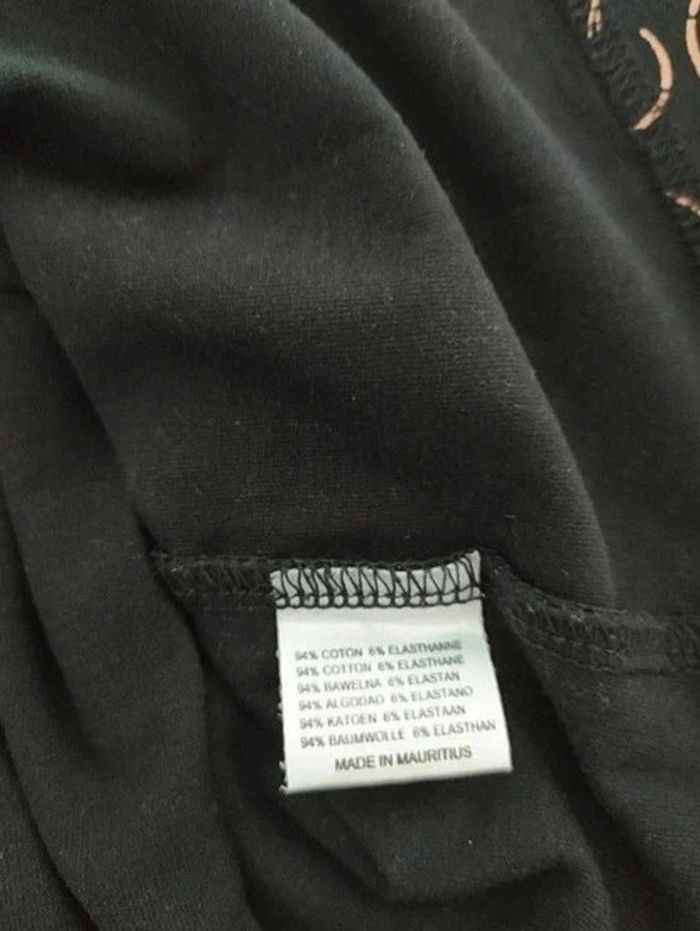 94% COTON 6% ELASTHANNE
94% COTTON 6% ELASTHANE
94% BAWELNA 6% ELASTAN
94% ALGODAO 6% ELASTANO
94% KATOEN 6% ELASTAAN
94% BAUMWOLLE 6% ELASTHAN
MADE IN MAURITIUS